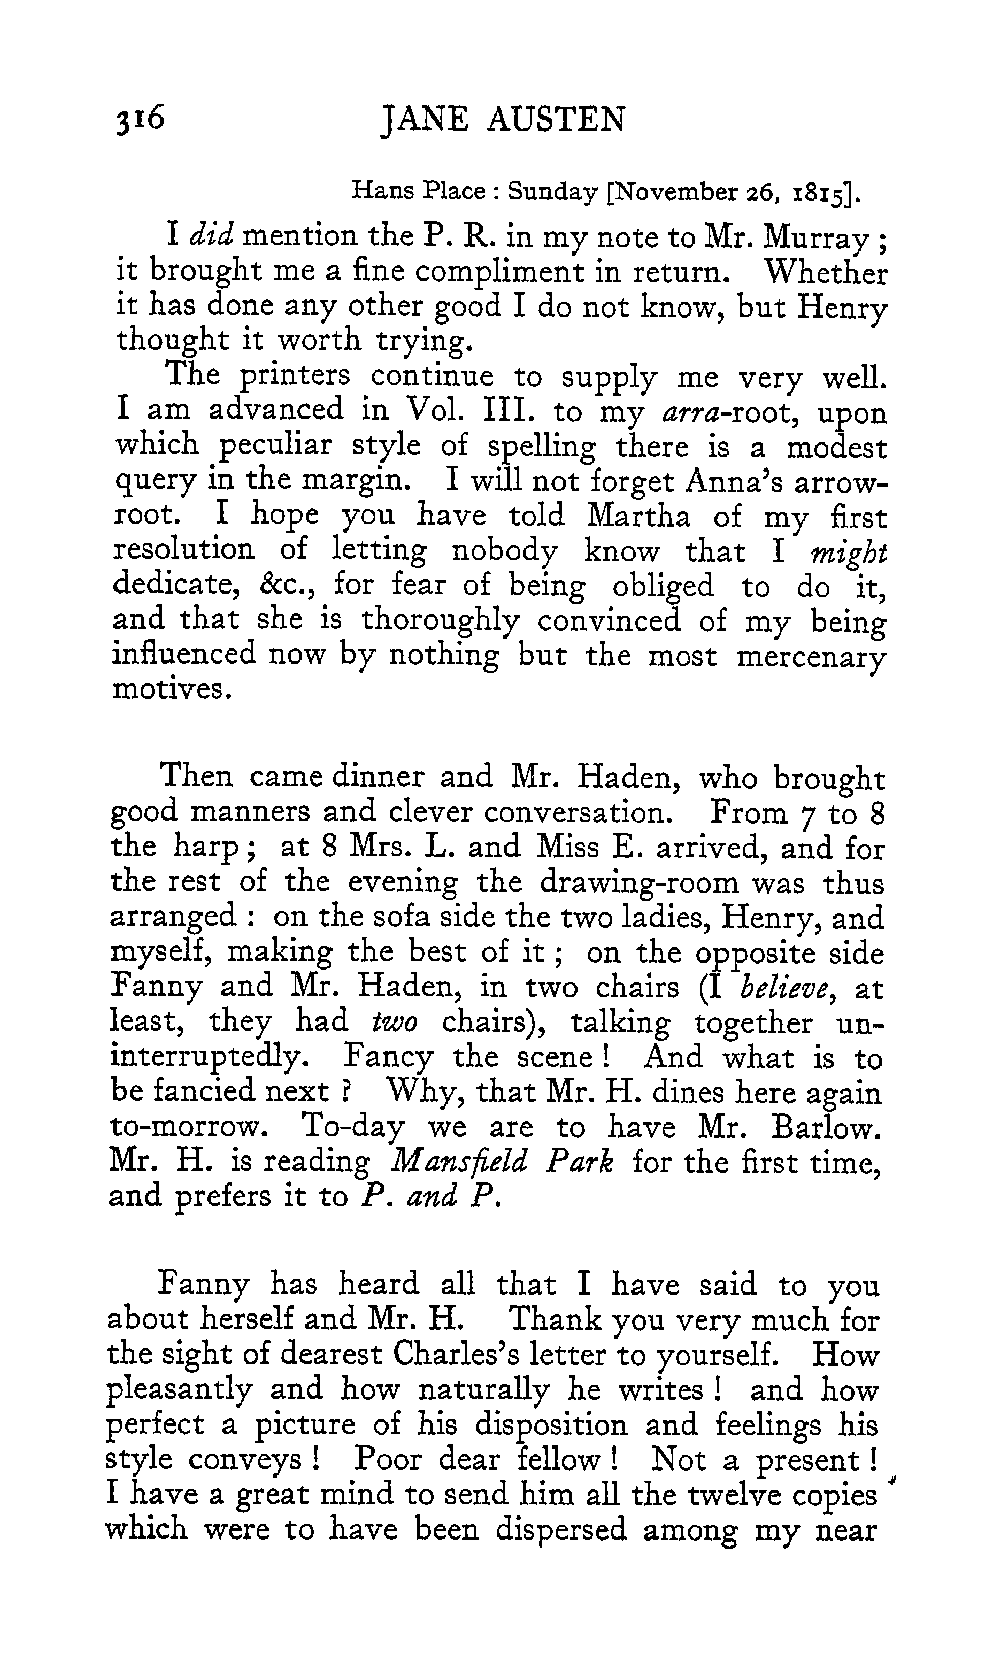 316 JANE AUSTEN
Hans Place : Sunday [November 26, 1815].
I did mention the P. R. in my note to Mr. Murray ;
it brought me a fine compliment in return. Whether
it has done any other good I do not know, but Henry
thought it worth trying.
The printers continue to supply me very well.
I am advanced in Vol. III. to my arra-root, upon
which peculiar style of spelling there is a modest
query in the margin. I will not forget Anna's arrow-
root. I hope you have told Martha of my first
resolution of letting nobody know that I might
dedicate, &c., for fear of being obliged to do it,
and that she is thoroughly convinced of my being
influenced now by nothing but the most mercenary
motives.
Then came dinner and Mr. Haden, who brought
good manners and clever conversation. From 7 to 8
the harp ; at 8 Mrs. L. and Miss E. arrived, and for
the rest of the evening the drawing-room was thus
arranged : on the sofa side the two ladies, Henry, and
myself, making the best of it ; on the opposite side
Fanny and Mr. Haden, in two chairs (I believe, at
least, they had two chairs), talking together un-
interruptedly. Fancy the scene ! And what is to
be fancied next ? Why, that Mr. H. dines here again
to-morrow. To-day we are to have Mr. Barlow.
Mr. H. is reading Mansfield Park for the first time,
and prefers it to P. and P.
Fanny has heard all that I have said to you
about herself and Mr. H. Thank you very much for
the sight of dearest Charles's letter to yourself. How
pleasantly and how naturally he writes ! and how
perfect a picture of his disposition and feelings his
style conveys ! Poor dear fellow ! Not a present !
I have a great mind to send him all the twelve copies
which were to have been dispersed among my near